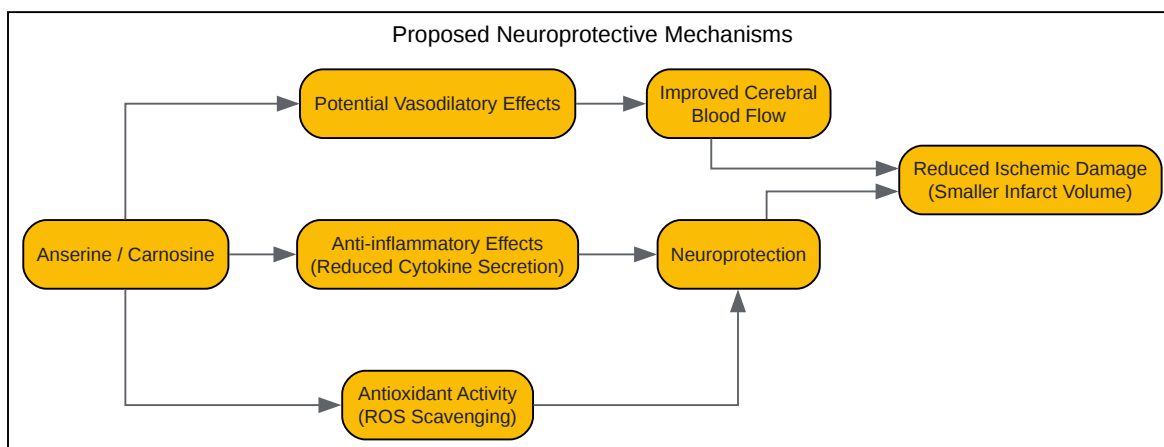 Proposed Neuroprotective Mechanisms
Potential Vasodilatory Effects
Improved Cerebral
Blood Flow
Reduced Ischemic Damage
(Smaller Infarct Volume)
Anserine / Carnosine
Anti-inflammatory Effects
(Reduced Cytokine Secretion)
Neuroprotection
Antioxidant Activity
(ROS Scavenging)